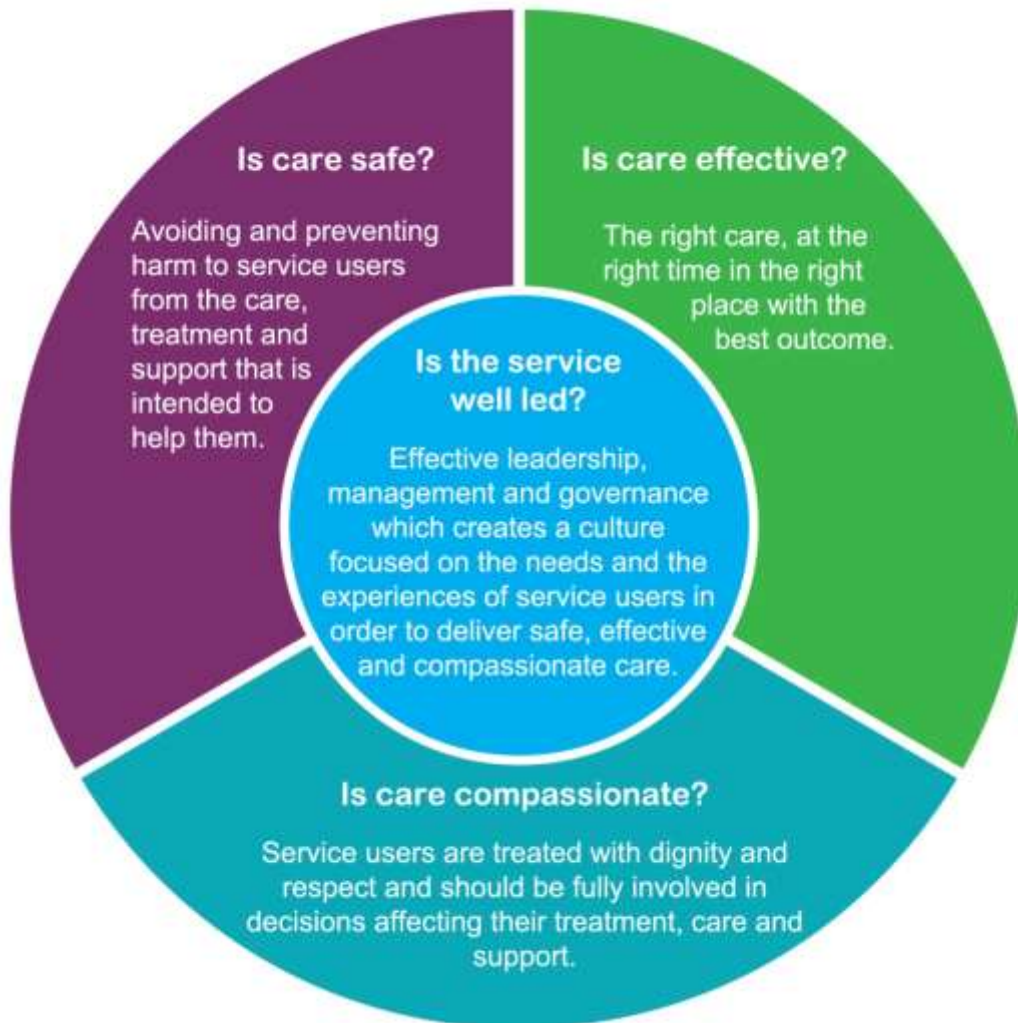 Is care safe?
Avoiding and preventing
harm to service users
from the care,
treatment and
support that is
intended to
help them.
Is care effective?
The right care, at the
right time in the right
place with the
best outcome.
Is the service
well led?
Effective leadership,
management and governance
which creates a culture
focused on the needs and the
experiences of service users in
order to deliver safe, effective
and compassionate care.
Is care compassionate?
Service users are treated with dignity and
respect and should be fully involved in
decisions affecting their treatment, care and
support.